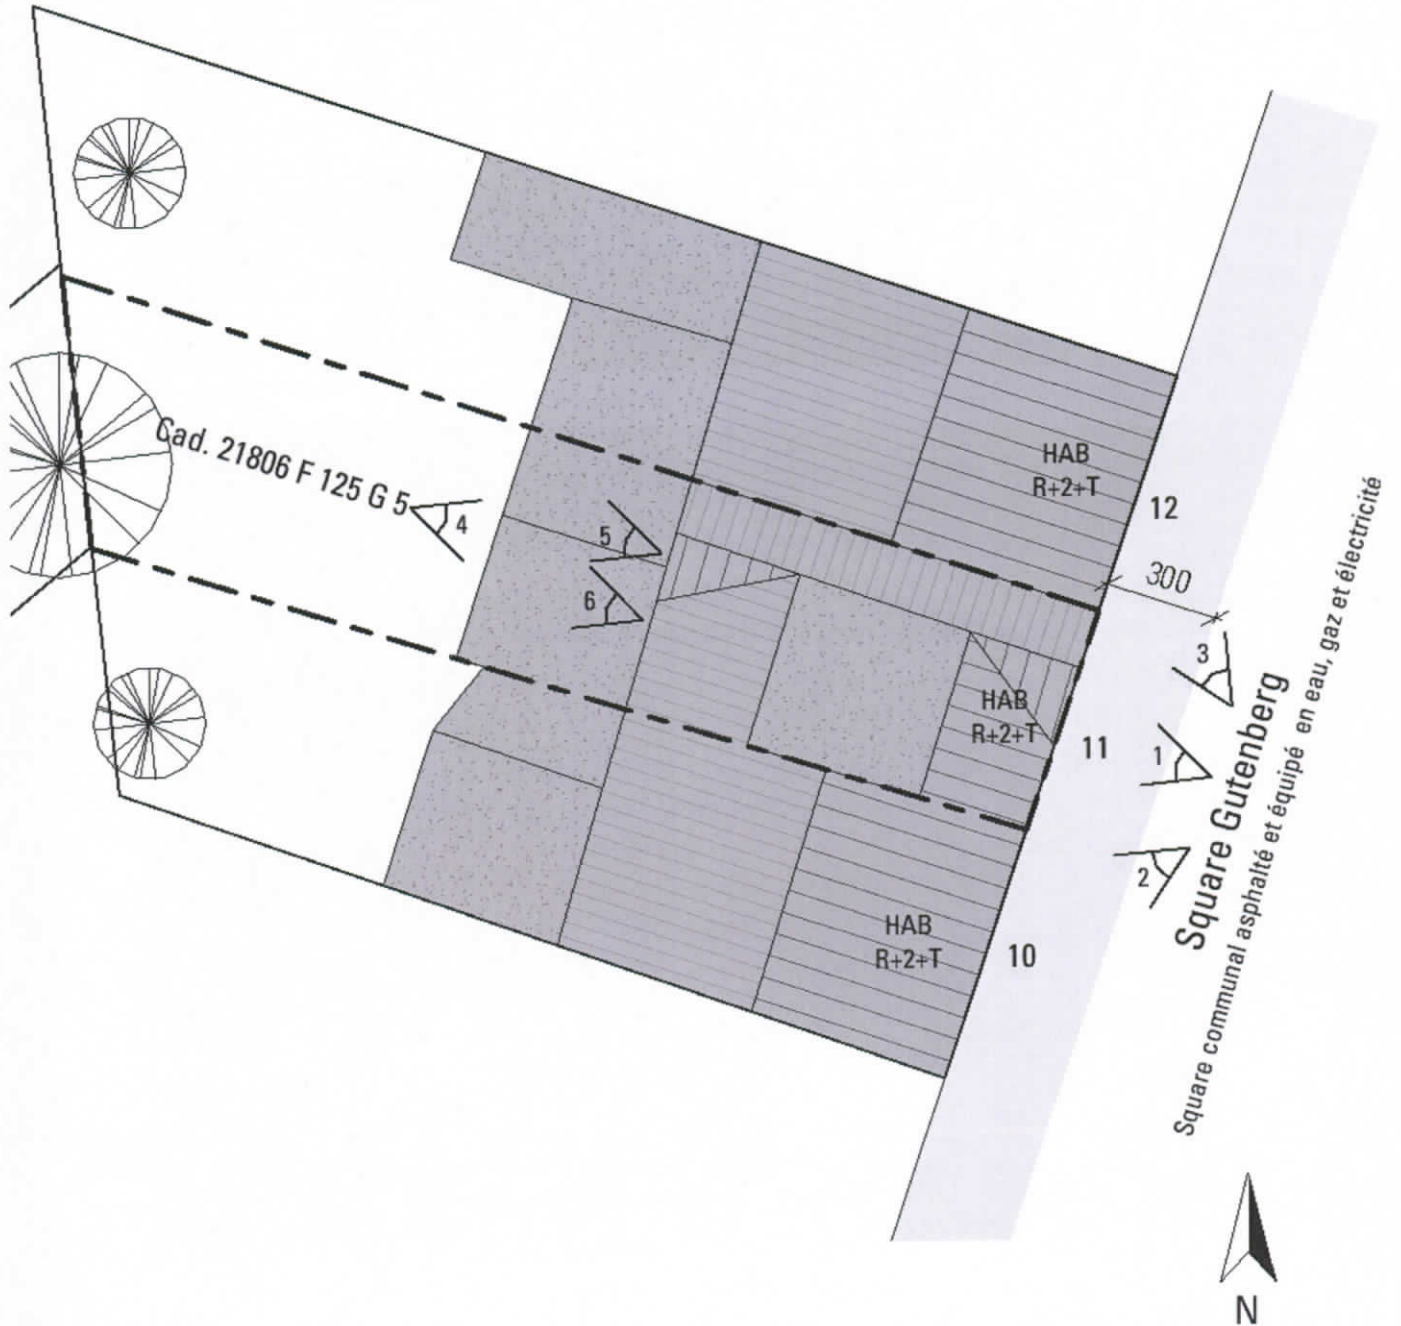 HAB
R+2+T
12
Cad. 21806 F 125 G 5
4
5
300
6
3
HAB
R+2+T
11
1
2
HAB
R+2+T
10
Square Gutenberg
Square communal asphalté et équipé en eau, gaz et électricité
N